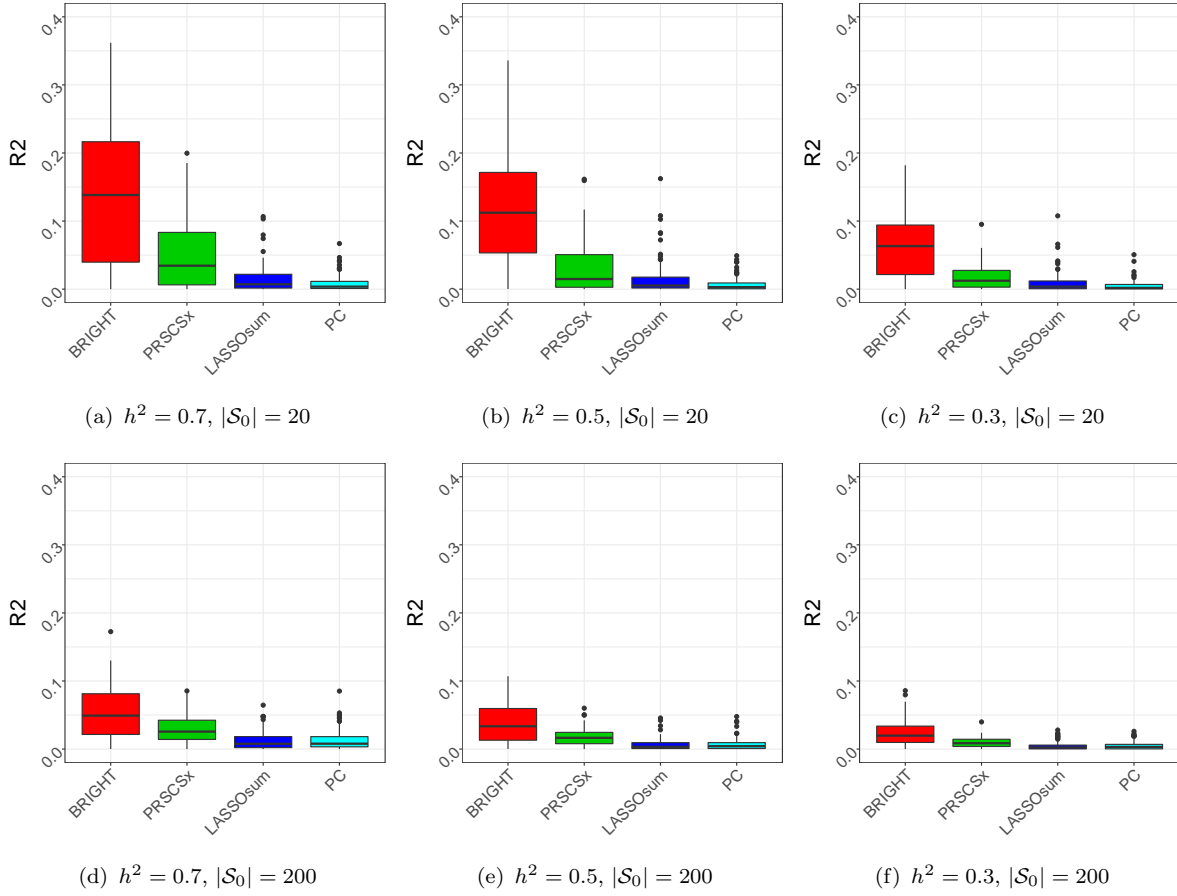 R2
0.4
0.3
0.2
0.1
0.0
BRIGHT
PRSCSx
LASSOsum
PC
(a) h² = 0.7, |𝒮₀| = 20
R2
0.4
0.3
0.2
0.1
0.0
BRIGHT
PRSCSx
LASSOsum
PC
(b) h² = 0.5, |𝒮₀| = 20
R2
0.4
0.3
0.2
0.1
0.0
BRIGHT
PRSCSx
LASSOsum
PC
(c) h² = 0.3, |𝒮₀| = 20
R2
0.4
0.3
0.2
0.1
0.0
BRIGHT
PRSCSx
LASSOsum
PC
(d) h² = 0.7, |𝒮₀| = 200
R2
0.4
0.3
0.2
0.1
0.0
BRIGHT
PRSCSx
LASSOsum
PC
(e) h² = 0.5, |𝒮₀| = 200
R2
0.4
0.3
0.2
0.1
0.0
BRIGHT
PRSCSx
LASSOsum
PC
(f) h² = 0.3, |𝒮₀| = 200